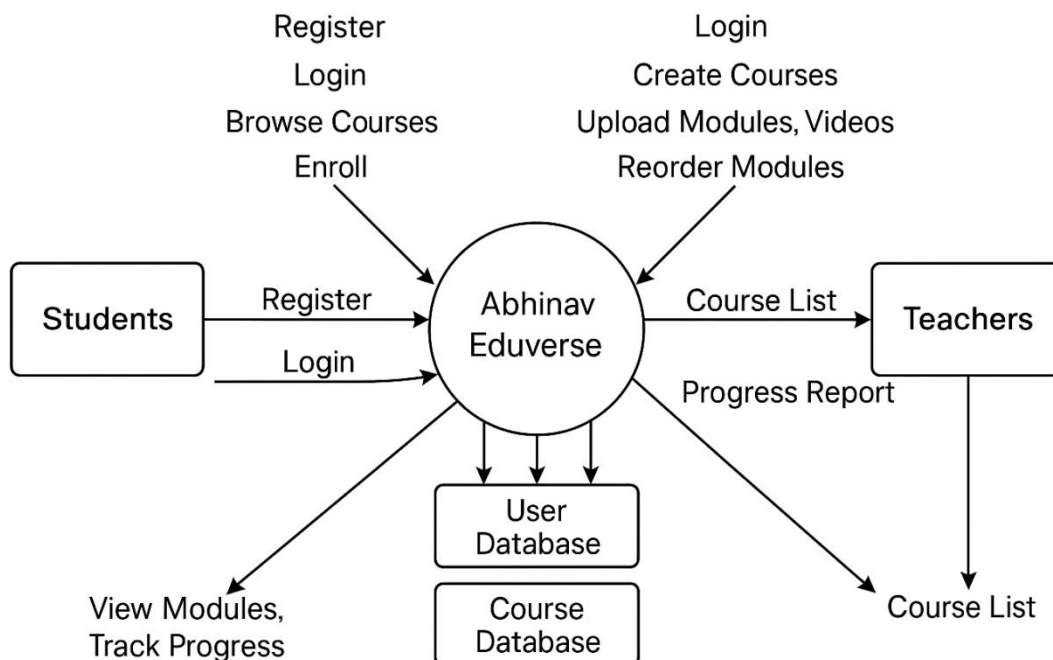 Register
Login
Browse Courses
Enroll
Login
Create Courses
Upload Modules, Videos
Reorder Modules
Students
Register
Login
Abhinav
Eduverse
Course List
Teachers
Progress Report
User
Database
Course
Database
View Modules,
Track Progress
Course List